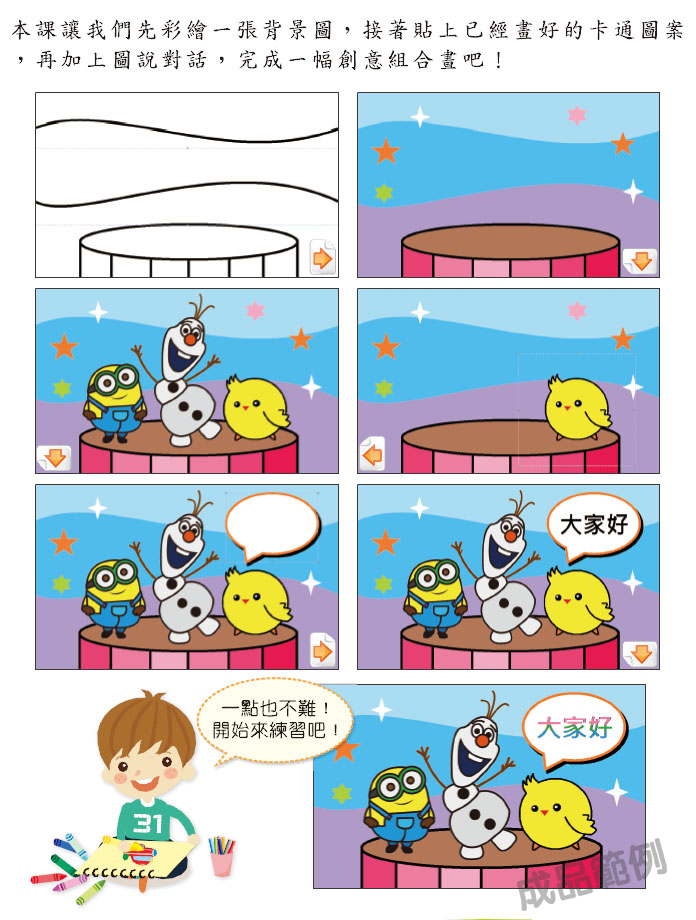 本課讓我們先彩繪一張背景圖，接著貼上已經畫好的卡通圖案
，再加上圖說對話，完成一幅創意組合畫吧！
大家好
一點也不難！
開始來練習吧！
大家好
31
成品範例